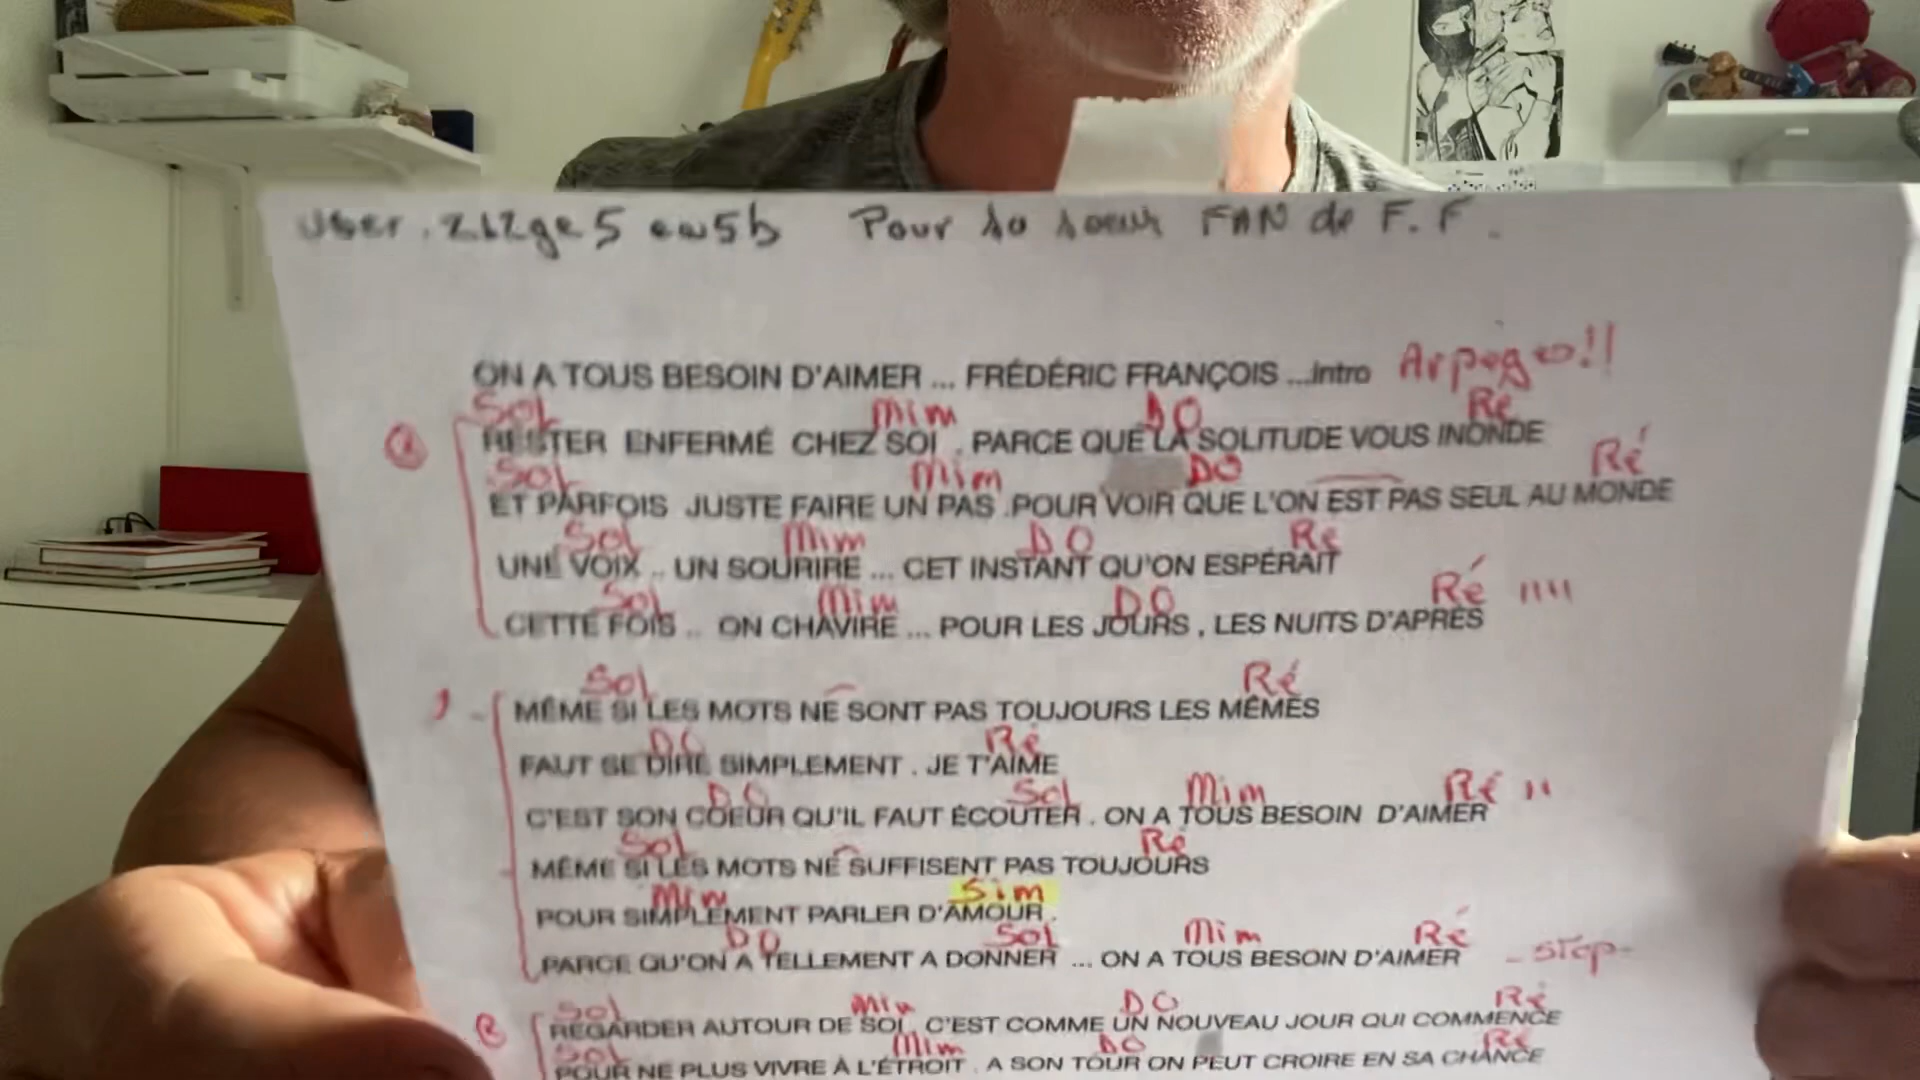 User.zbzge5ew5b Pour sa soeur FAN de F.F.
ON A TOUS BESOIN D'AIMER ... FRÉDÉRIC FRANÇOIS ...intro Arpegeo!!
Sol Mim DO Ré
RESTER ENFERMÉ CHEZ SOI . PARCE QUE LA SOLITUDE VOUS INONDE
Sol Mim DO Ré
ET PARFOIS JUSTE FAIRE UN PAS .POUR VOIR QUE L'ON EST PAS SEUL AU MONDE
Sol Mim DO Ré
UNE VOIX .. UN SOURIRE ... CET INSTANT QU'ON ESPÉRAIT
Sol Mim DO Ré ''''
CETTE FOIS .. ON CHAVIRE ... POUR LES JOURS , LES NUITS D'APRÈS
Sol Ré
MÊME SI LES MOTS NE SONT PAS TOUJOURS LES MÊMES
DO Ré
FAUT SE DIRE SIMPLEMENT . JE T'AIME
DO Sol Mim Ré ''
C'EST SON COEUR QU'IL FAUT ÉCOUTER . ON A TOUS BESOIN D'AIMER
Sol Ré
MÊME SI LES MOTS NE SUFFISENT PAS TOUJOURS
Mim Sim
POUR SIMPLEMENT PARLER D'AMOUR .
DO Sol Mim Ré
PARCE QU'ON A TELLEMENT A DONNER ... ON A TOUS BESOIN D'AIMER - STOP-
Sol Mim DO Ré
REGARDER AUTOUR DE SOI . C'EST COMME UN NOUVEAU JOUR QUI COMMENCE
Sol Mim DO Ré
POUR NE PLUS VIVRE À L'ÉTROIT . A SON TOUR ON PEUT CROIRE EN SA CHANCE